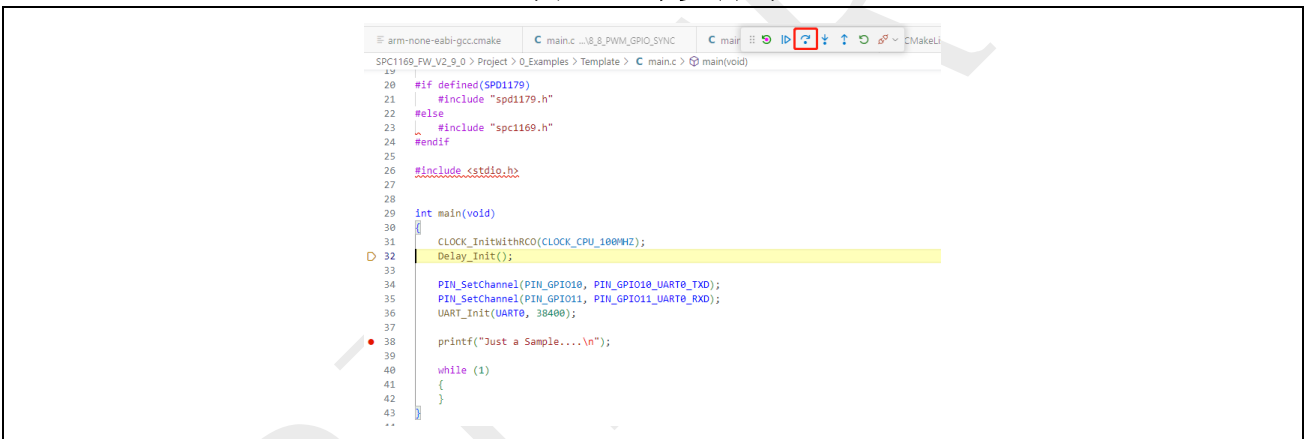 arm-none-eabi-gcc.cmake C main.c ...\8_8_PWM_GPIO_SYNC C main CMakeLi
SPC1169_FW_V2_9_0 > Project > 0_Examples > Template > C main.c > main(void)
19
20 #if defined(SPD1179)
21 #include "spd1179.h"
22 #else
23 #include "spc1169.h"
24 #endif
25
26 #include <stdio.h>
27
28
29 int main(void)
30 {
31 CLOCK_InitWithRCO(CLOCK_CPU_100MHZ);
32 Delay_Init();
33
34 PIN_SetChannel(PIN_GPIO10, PIN_GPIO10_UART0_TXD);
35 PIN_SetChannel(PIN_GPIO11, PIN_GPIO11_UART0_RXD);
36 UART_Init(UART0, 38400);
37
38 printf("Just a Sample....\n");
39
40 while (1)
41 {
42 }
43 }